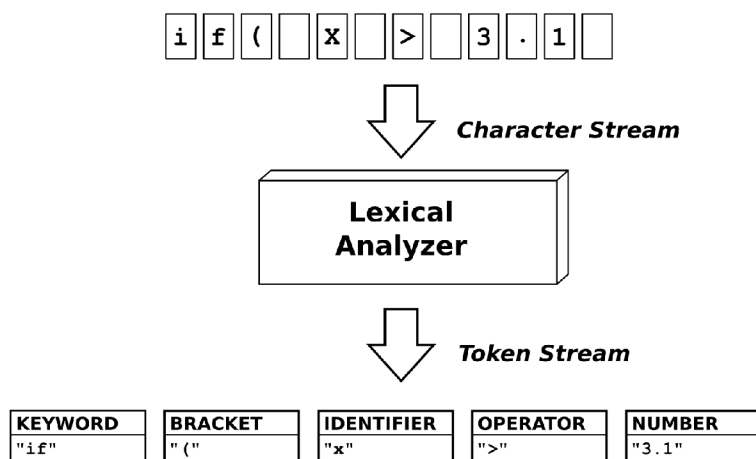 i f (   x   >   3 . 1
Character Stream
Lexical
Analyzer
Token Stream
KEYWORD BRACKET IDENTIFIER OPERATOR NUMBER
"if" "(" "x" ">" "3.1"